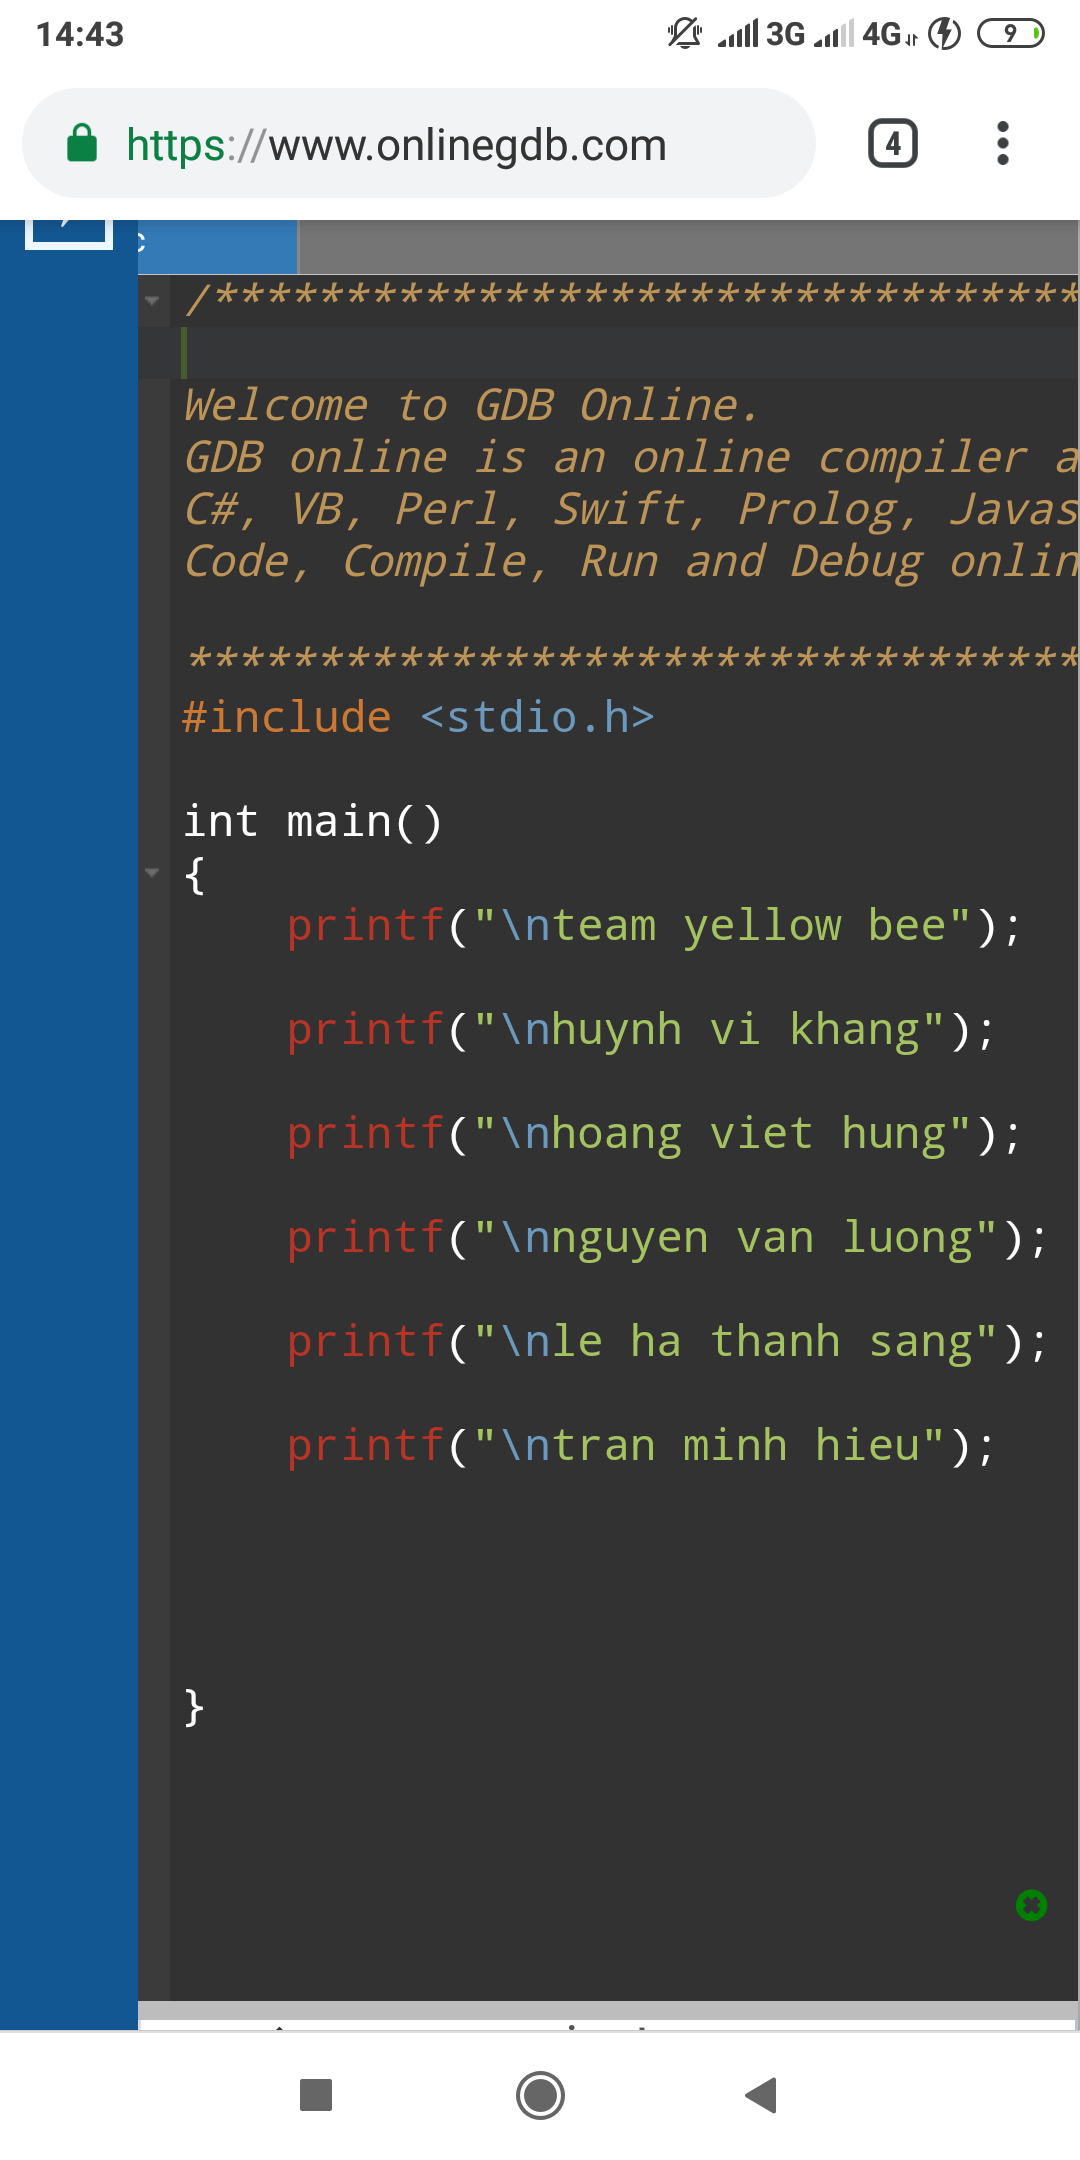 14:43 3G 4G 9
https://www.onlinegdb.com 4
c
/**********************************
Welcome to GDB Online.
GDB online is an online compiler a
C#, VB, Perl, Swift, Prolog, Javas
Code, Compile, Run and Debug onlin
**********************************
#include <stdio.h>
int main()
{
printf("\nteam yellow bee");
printf("\nhuynh vi khang");
printf("\nhoang viet hung");
printf("\nnguyen van luong");
printf("\nle ha thanh sang");
printf("\ntran minh hieu");
}